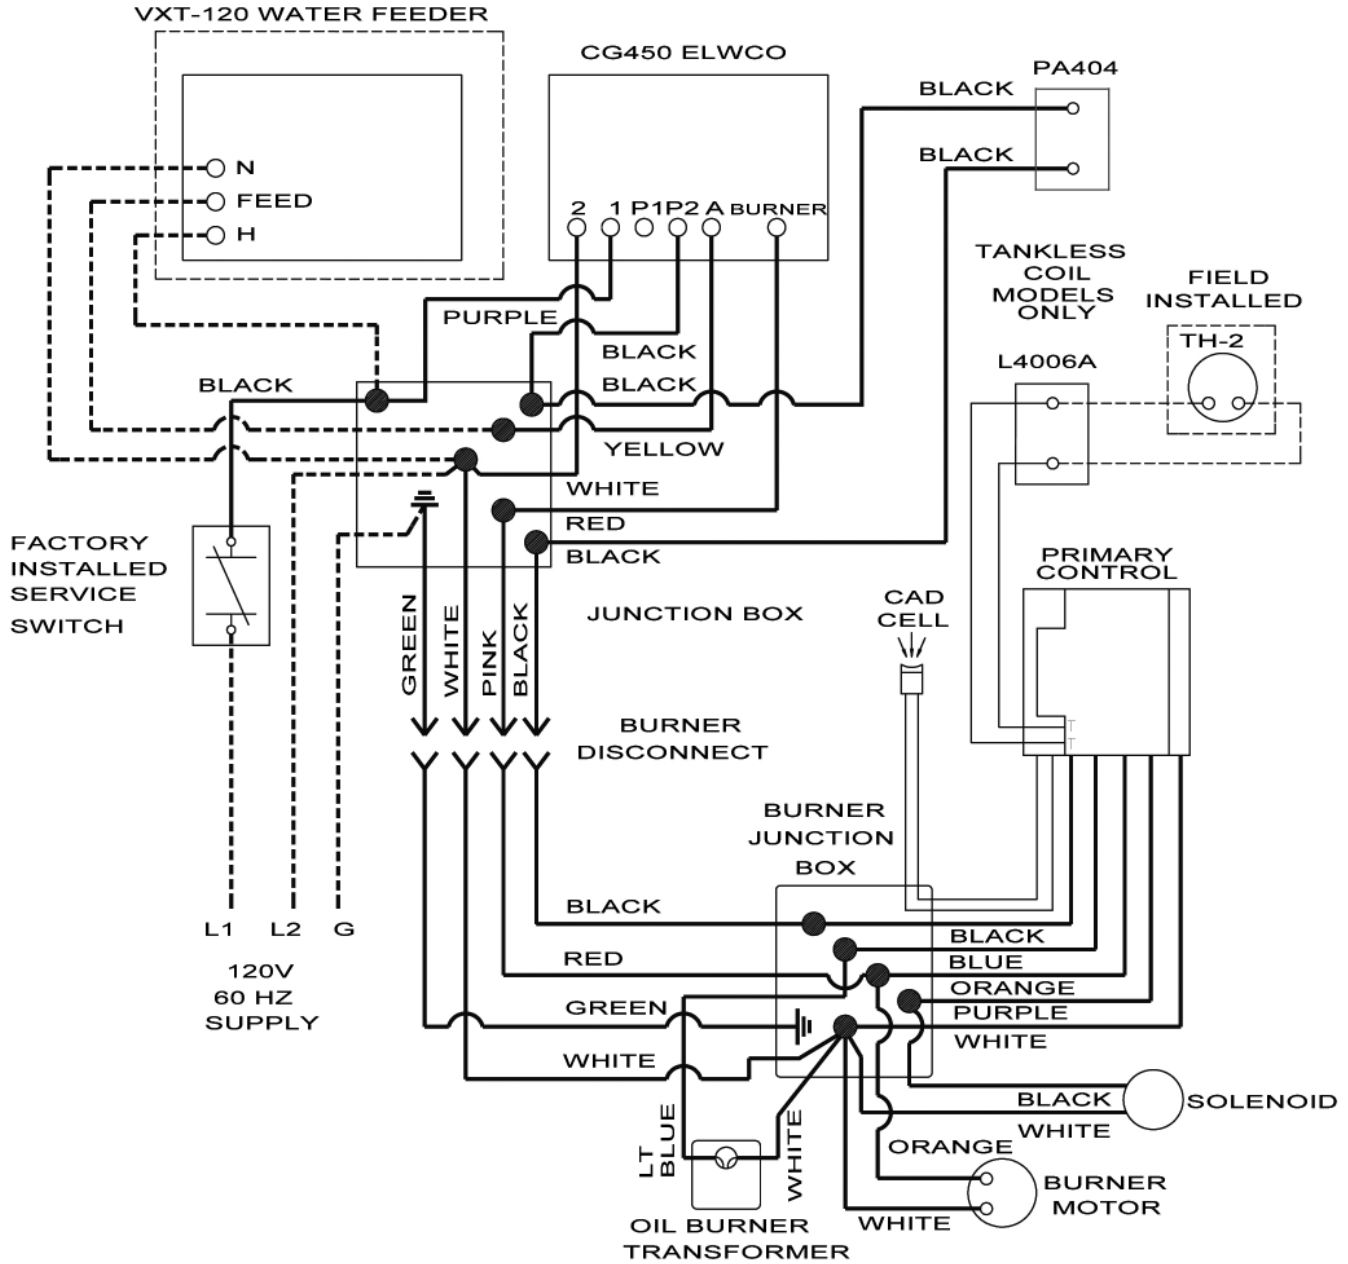 VXT-120 WATER FEEDER
N
FEED
H
CG450 ELWCO
2 1 P1 P2 A BURNER
PA404
BLACK
BLACK
TANKLESS
COIL
MODELS
ONLY
FIELD
INSTALLED
TH-2
L4006A
PURPLE
BLACK
BLACK
BLACK
YELLOW
WHITE
RED
BLACK
FACTORY
INSTALLED
SERVICE
SWITCH
JUNCTION BOX
GREEN
WHITE
PINK
BLACK
BURNER
DISCONNECT
PRIMARY
CONTROL
T
T
CAD
CELL
BURNER
JUNCTION
BOX
L1 L2 G
120V
60 HZ
SUPPLY
BLACK
RED
GREEN
WHITE
BLACK
BLUE
ORANGE
PURPLE
WHITE
BLACK
WHITE
SOLENOID
ORANGE
WHITE
BURNER
MOTOR
LT
BLUE
WHITE
OIL BURNER
TRANSFORMER